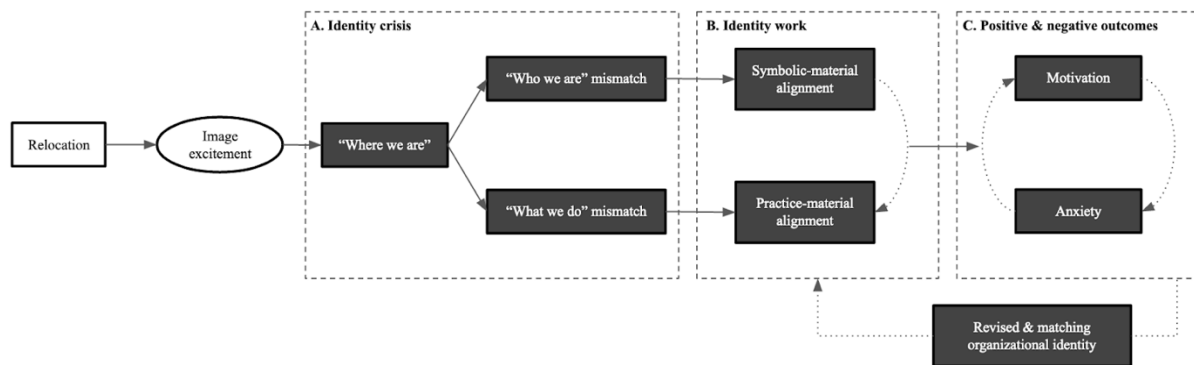 A. Identity crisis
B. Identity work
C. Positive & negative outcomes
Relocation
Image
excitement
“Where we are”
“Who we are” mismatch
“What we do” mismatch
Symbolic-material
alignment
Practice-material
alignment
Motivation
Anxiety
Revised & matching
organizational identity